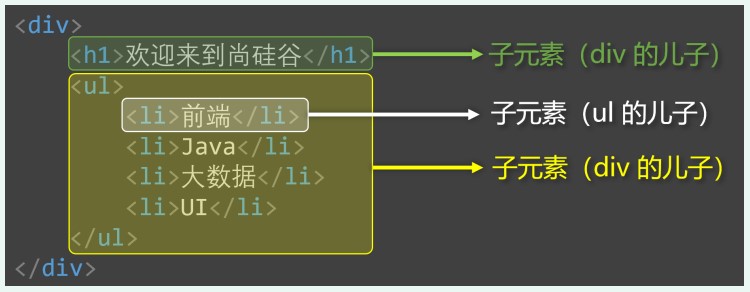 <div>
<h1>欢迎来到尚硅谷</h1> 子元素（div 的儿子）
<ul>
<li>前端</li> 子元素（ul 的儿子）
<li>Java</li>
<li>大数据</li> 子元素（div 的儿子）
<li>UI</li>
</ul>
</div>